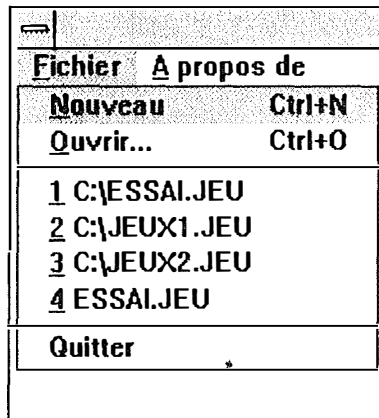 Fichier A propos de
Nouveau Ctrl+N
Ouvrir... Ctrl+O
1 C:\ESSAI.JEU
2 C:\JEUX1.JEU
3 C:\JEUX2.JEU
4 ESSAI.JEU
Quitter